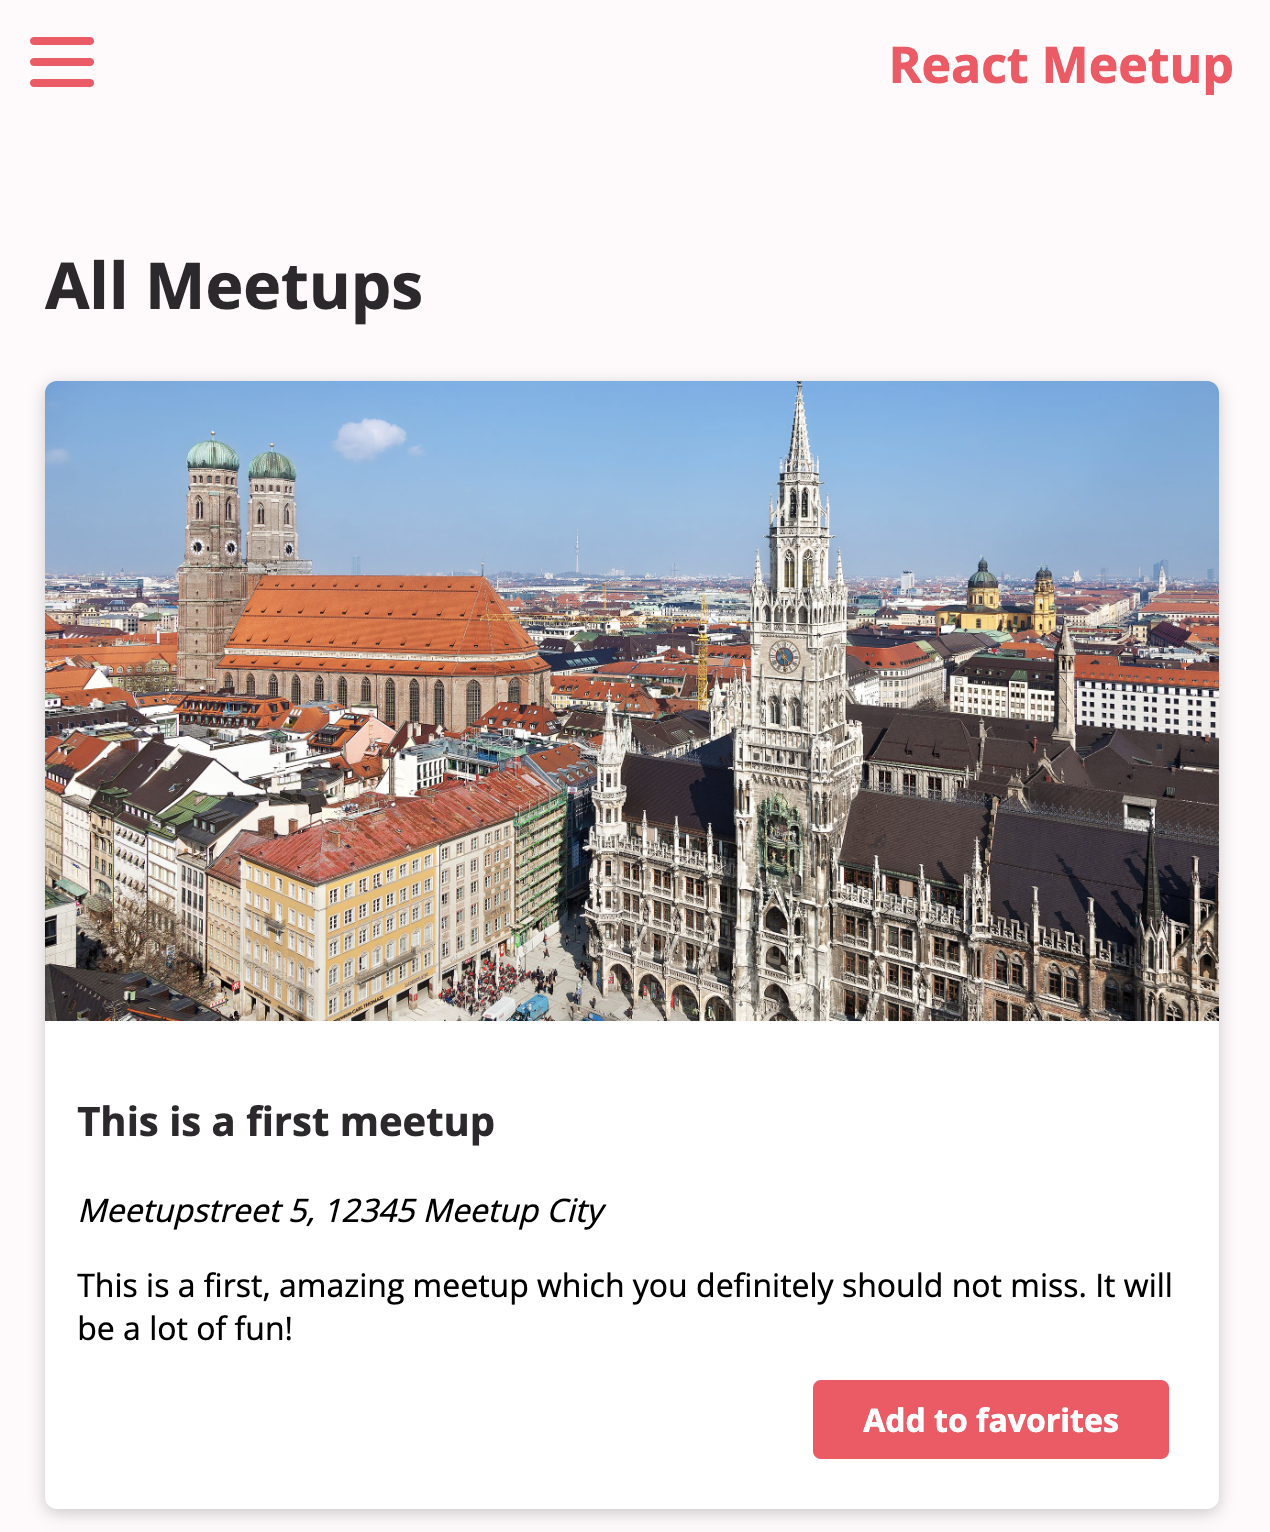 React Meetup
All Meetups
This is a first meetup
Meetupstreet 5, 12345 Meetup City
This is a first, amazing meetup which you definitely should not miss. It will
be a lot of fun!
Add to favorites